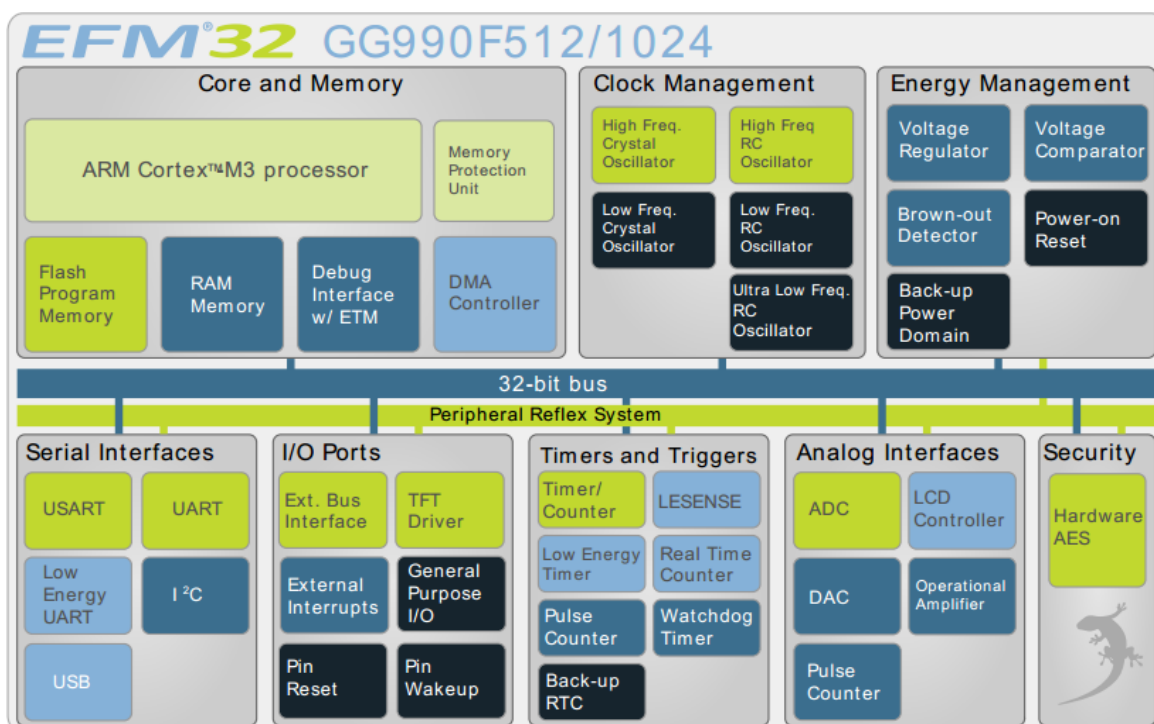 EFM®32 GG990F512/1024
Core and Memory
ARM Cortex™M3 processor
Memory
Protection
Unit
Flash
Program
Memory
RAM
Memory
Debug
Interface
w/ ETM
DMA
Controller
Clock Management
High Freq.
Crystal
Oscillator
High Freq
RC
Oscillator
Low Freq.
Crystal
Oscillator
Low Freq.
RC
Oscillator
Ultra Low Freq.
RC
Oscillator
Energy Management
Voltage
Regulator
Voltage
Comparator
Brown-out
Detector
Power-on
Reset
Back-up
Power
Domain
32-bit bus
Peripheral Reflex System
Serial Interfaces
USART
UART
Low
Energy
UART
I²C
USB
I/O Ports
Ext. Bus
Interface
TFT
Driver
External
Interrupts
General
Purpose
I/O
Pin
Reset
Pin
Wakeup
Timers and Triggers
Timer/
Counter
LESENSE
Low Energy
Timer
Real Time
Counter
Pulse
Counter
Watchdog
Timer
Back-up
RTC
Analog Interfaces
ADC
LCD
Controller
DAC
Operational
Amplifier
Pulse
Counter
Security
Hardware
AES